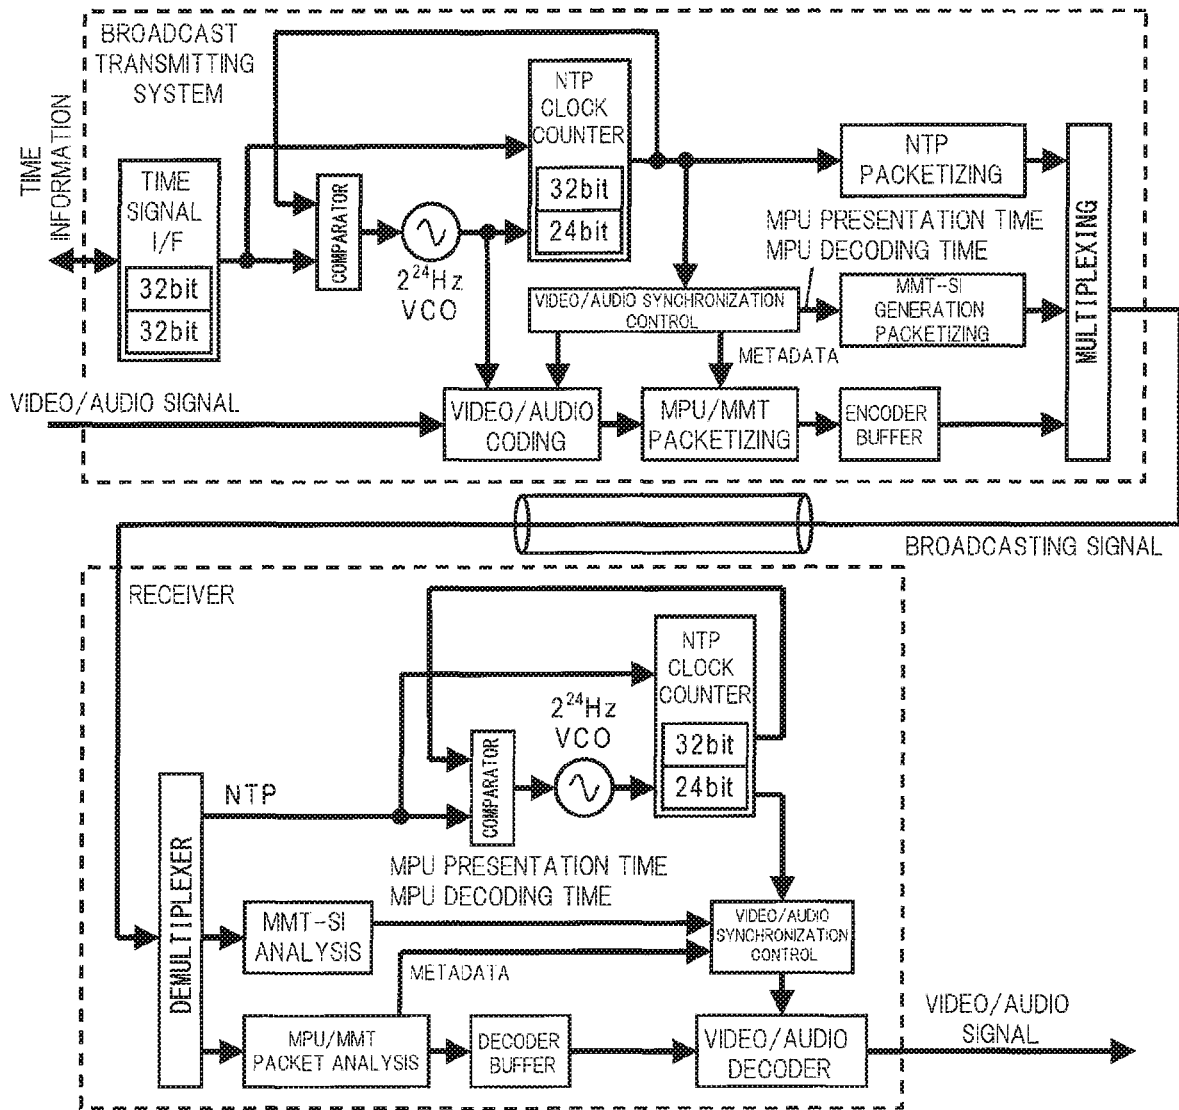 BROADCAST
TRANSMITTING
SYSTEM
TIME
INFORMATION
TIME
SIGNAL
I/F
32bit
32bit
COMPARATOR
2²⁴Hz
VCO
NTP
CLOCK
COUNTER
32bit
24bit
NTP
PACKETIZING
MPU PRESENTATION TIME
MPU DECODING TIME
VIDEO/AUDIO SYNCHRONIZATION
CONTROL
MMT-SI
GENERATION
PACKETIZING
MULTIPLEXING
METADATA
VIDEO/AUDIO SIGNAL
VIDEO/AUDIO
CODING
MPU/MMT
PACKETIZING
ENCODER
BUFFER
BROADCASTING SIGNAL
RECEIVER
NTP
CLOCK
COUNTER
32bit
24bit
2²⁴Hz
VCO
COMPARATOR
NTP
DEMULTIPLEXER
MPU PRESENTATION TIME
MPU DECODING TIME
MMT-SI
ANALYSIS
VIDEO/AUDIO
SYNCHRONIZATION
CONTROL
METADATA
MPU/MMT
PACKET ANALYSIS
DECODER
BUFFER
VIDEO/AUDIO
DECODER
VIDEO/AUDIO
SIGNAL